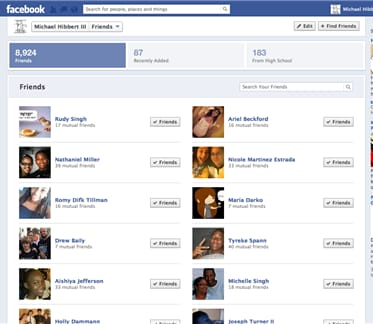 facebook
Search for people, places and things
Michael Hibbe
Michael Hibbert III Friends
Edit
+ Find Friends
8,924
Friends
87
Recently Added
183
From High School
Friends
Search Your Friends
Rudy Singh
17 mutual friends
Friends
Ariel Beckford
16 mutual friends
Friends
Nathaniel Miller
39 mutual friends
Friends
Nicole Martinez Estrada
33 mutual friends
Friends
Romy Difk Tillman
16 mutual friends
Friends
Maria Darko
7 mutual friends
Friends
Drew Baily
7 mutual friends
Friends
Tyreke Spann
40 mutual friends
Friends
Aishiya Jefferson
33 mutual friends
Friends
Michelle Singh
18 mutual friends
Friends
Holly Dammann
Joseph Turner II